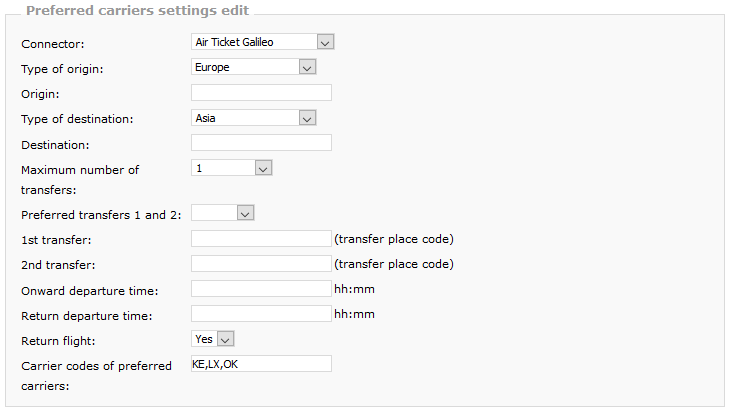 Preferred carriers settings edit
Connector: Air Ticket Galileo
Type of origin: Europe
Origin:
Type of destination: Asia
Destination:
Maximum number of 1
transfers:
Preferred transfers 1 and 2:
1st transfer: (transfer place code)
2nd transfer: (transfer place code)
Onward departure time: hh:mm
Return departure time: hh:mm
Return flight: Yes
Carrier codes of preferred KE,LX,OK
carriers: